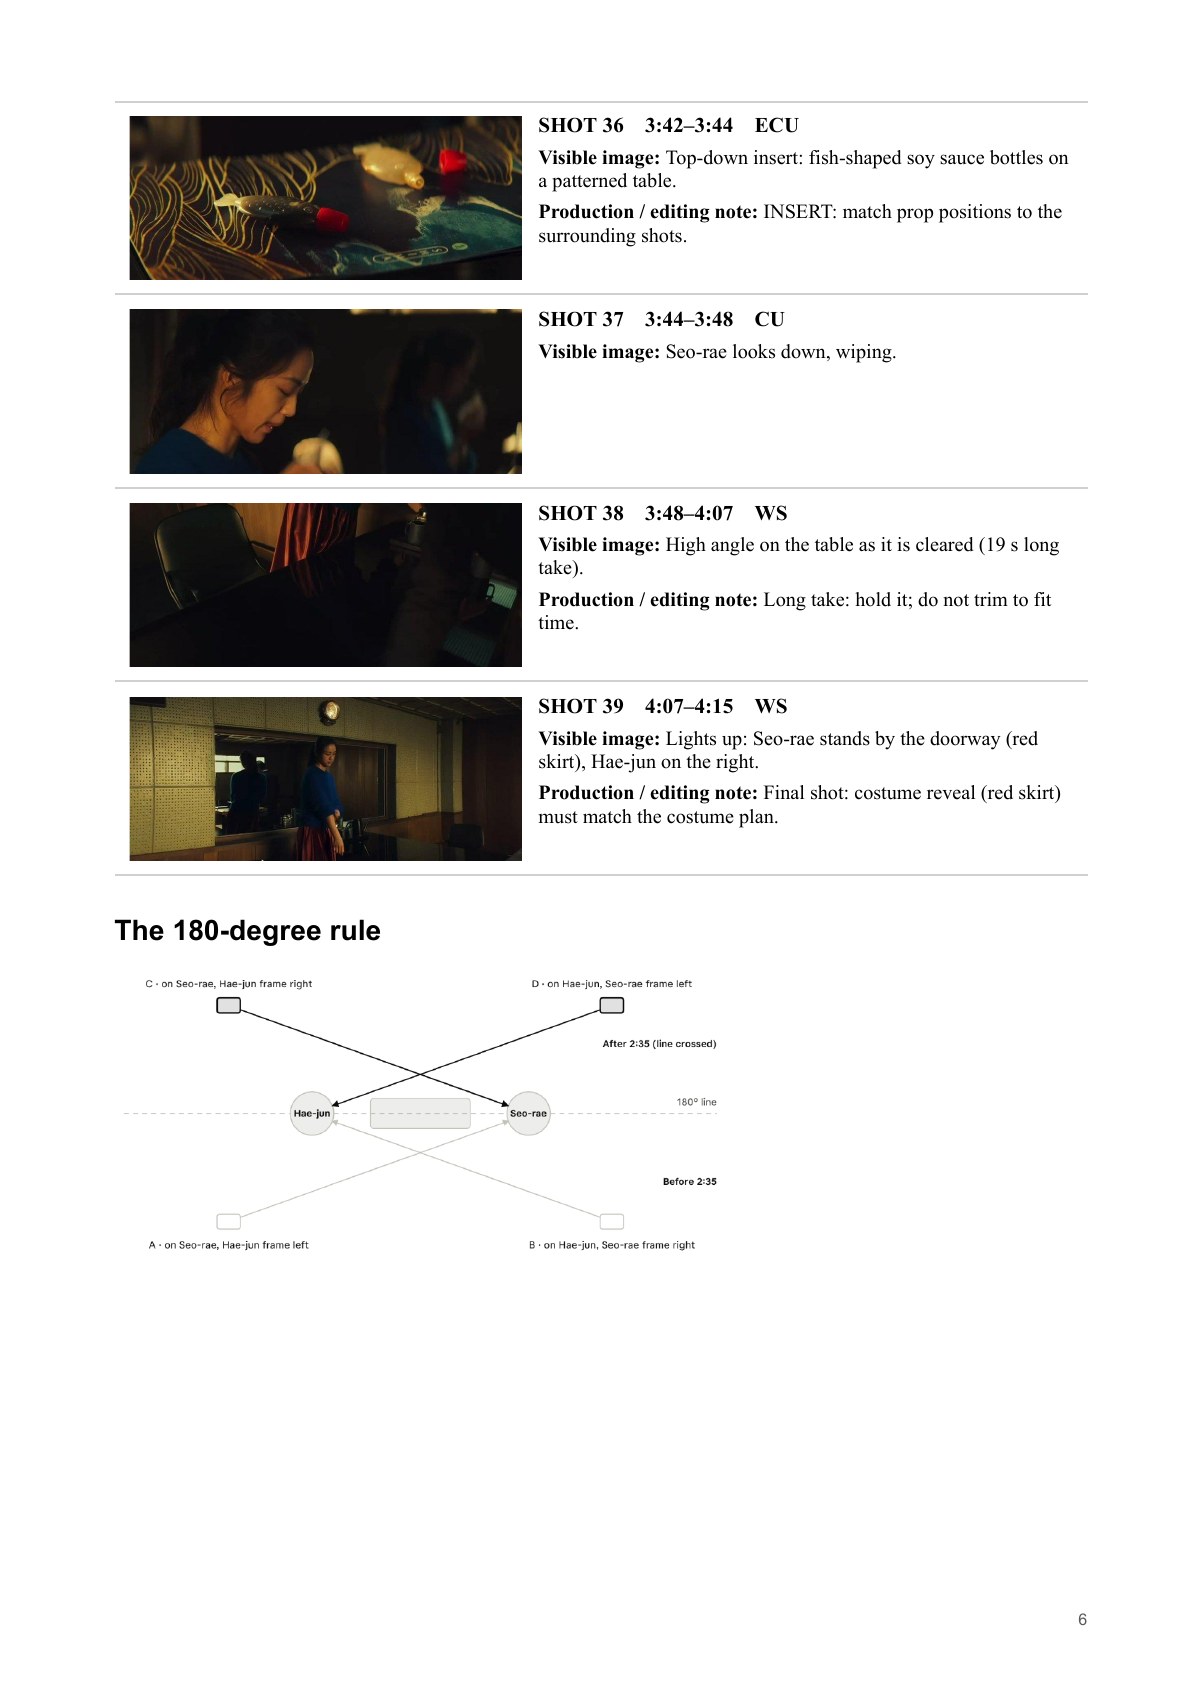 SHOT 36 3:42–3:44 ECU
Visible image: Top-down insert: fish-shaped soy sauce bottles on
a patterned table.
Production / editing note: INSERT: match prop positions to the
surrounding shots.
SHOT 37 3:44–3:48 CU
Visible image: Seo-rae looks down, wiping.
SHOT 38 3:48–4:07 WS
Visible image: High angle on the table as it is cleared (19 s long
take).
Production / editing note: Long take: hold it; do not trim to fit
time.
SHOT 39 4:07–4:15 WS
Visible image: Lights up: Seo-rae stands by the doorway (red
skirt), Hae-jun on the right.
Production / editing note: Final shot: costume reveal (red skirt)
must match the costume plan.
The 180-degree rule
C · on Seo-rae, Hae-jun frame right
D · on Hae-jun, Seo-rae frame left
After 2:35 (line crossed)
180° line
Hae-jun
Seo-rae
Before 2:35
A · on Seo-rae, Hae-jun frame left
B · on Hae-jun, Seo-rae frame right
6